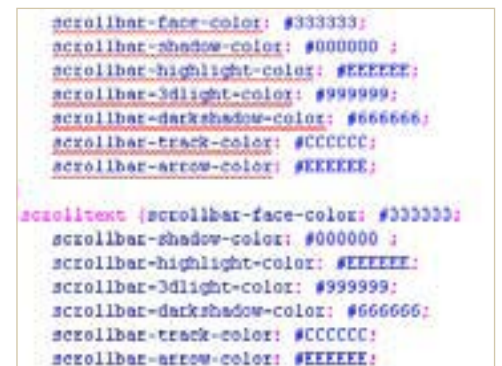 scrollbar-face-color: #333333;
scrollbar-shadow-color: #000000 ;
scrollbar-highlight-color: #EEEEEE;
scrollbar-3dlight-color: #999999;
scrollbar-darkshadow-color: #666666;
scrollbar-track-color: #CCCCCC;
scrollbar-arrow-color: #EEEEEE;
}
scrolltext {scrollbar-face-color: #333333;
scrollbar-shadow-color: #000000 ;
scrollbar-highlight-color: #EEEEEE;
scrollbar-3dlight-color: #999999;
scrollbar-darkshadow-color: #666666;
scrollbar-track-color: #CCCCCC;
scrollbar-arrow-color: #EEEEEE;